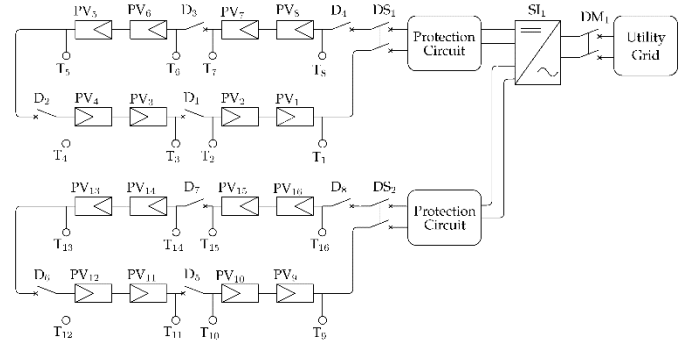 PV5 PV6 D3 PV7 PV8 D4 DS1 SI1 DM1
Protection Circuit
Utility Grid
T5 T6 T7 T8
D2 PV4 PV3 D1 PV2 PV1
T4 T3 T2 T1
PV13 PV14 D7 PV15 PV16 D8 DS2
Protection Circuit
T13 T14 T15 T16
D6 PV12 PV11 D5 PV10 PV9
T12 T11 T10 T9